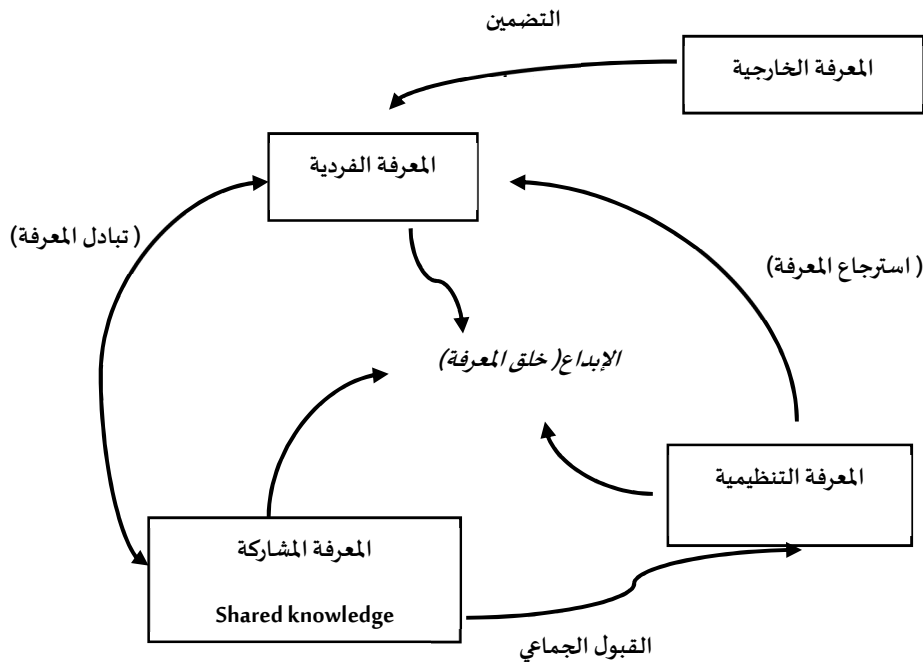 التضمين
المعرفة الخارجية
المعرفة الفردية
(تبادل المعرفة)
(استرجاع المعرفة)
الإبداع(خلق المعرفة)
المعرفة التنظيمية
المعرفة المشاركة
Shared knowledge
القبول الجماعي